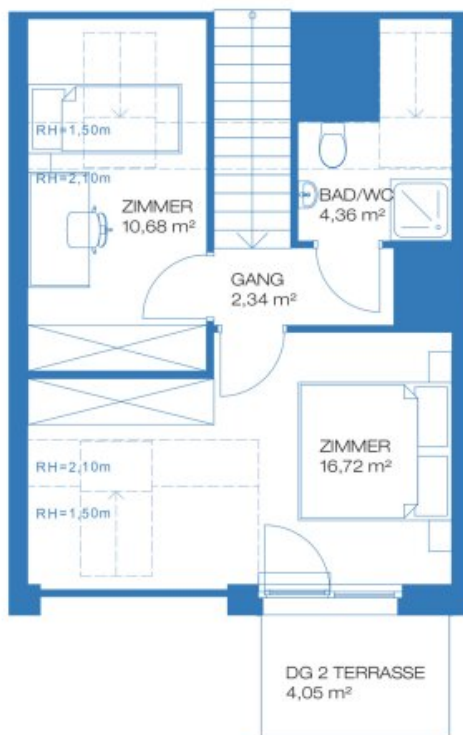 RH=1,50m
RH=2,10m
ZIMMER
10,68 m²
BAD/WC
4,36 m²
GANG
2,34 m²
ZIMMER
16,72 m²
RH=2,10m
RH=1,50m
DG 2 TERRASSE
4,05 m²